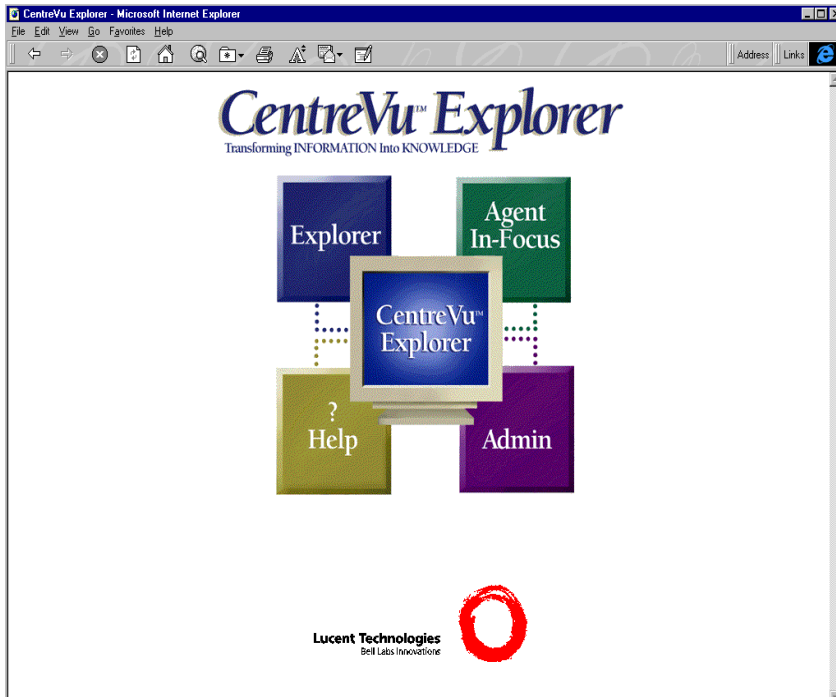 CentreVu Explorer - Microsoft Internet Explorer
File Edit View Go Favorites Help
Address Links
CentreVu™ Explorer
Transforming INFORMATION Into KNOWLEDGE
Explorer
Agent
In-Focus
CentreVu™
Explorer
?
Help
Admin
Lucent Technologies
Bell Labs Innovations